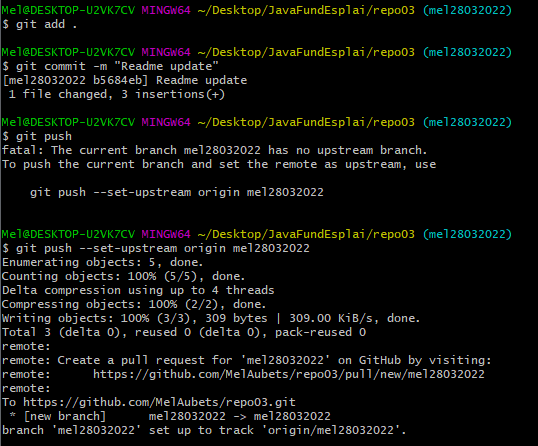 Mel@DESKTOP-U2VK7CV MINGW64 ~/Desktop/JavaFundEsplai/repo03 (mel28032022)
$ git add .
Mel@DESKTOP-U2VK7CV MINGW64 ~/Desktop/JavaFundEsplai/repo03 (mel28032022)
$ git commit -m "Readme update"
[mel28032022 b5684eb] Readme update
 1 file changed, 3 insertions(+)
Mel@DESKTOP-U2VK7CV MINGW64 ~/Desktop/JavaFundEsplai/repo03 (mel28032022)
$ git push
fatal: The current branch mel28032022 has no upstream branch.
To push the current branch and set the remote as upstream, use
    git push --set-upstream origin mel28032022
Mel@DESKTOP-U2VK7CV MINGW64 ~/Desktop/JavaFundEsplai/repo03 (mel28032022)
$ git push --set-upstream origin mel28032022
Enumerating objects: 5, done.
Counting objects: 100% (5/5), done.
Delta compression using up to 4 threads
Compressing objects: 100% (2/2), done.
Writing objects: 100% (3/3), 309 bytes | 309.00 KiB/s, done.
Total 3 (delta 0), reused 0 (delta 0), pack-reused 0
remote:
remote: Create a pull request for 'mel28032022' on GitHub by visiting:
remote:      https://github.com/MelAubets/repo03/pull/new/mel28032022
remote:
To https://github.com/MelAubets/repo03.git
 * [new branch]      mel28032022 -> mel28032022
branch 'mel28032022' set up to track 'origin/mel28032022'.